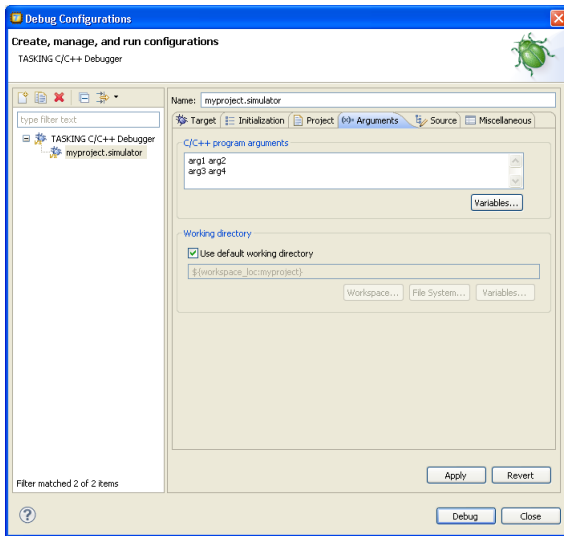 Debug Configurations
Create, manage, and run configurations
TASKING C/C++ Debugger
type filter text
TASKING C/C++ Debugger
myproject.simulator
Filter matched 2 of 2 items
Name: myproject.simulator
Target Initialization Project (x)= Arguments Source Miscellaneous
C/C++ program arguments
arg1 arg2
arg3 arg4
Variables...
Working directory
Use default working directory
${workspace_loc:myproject}
Workspace... File System... Variables...
Apply Revert
? Debug Close